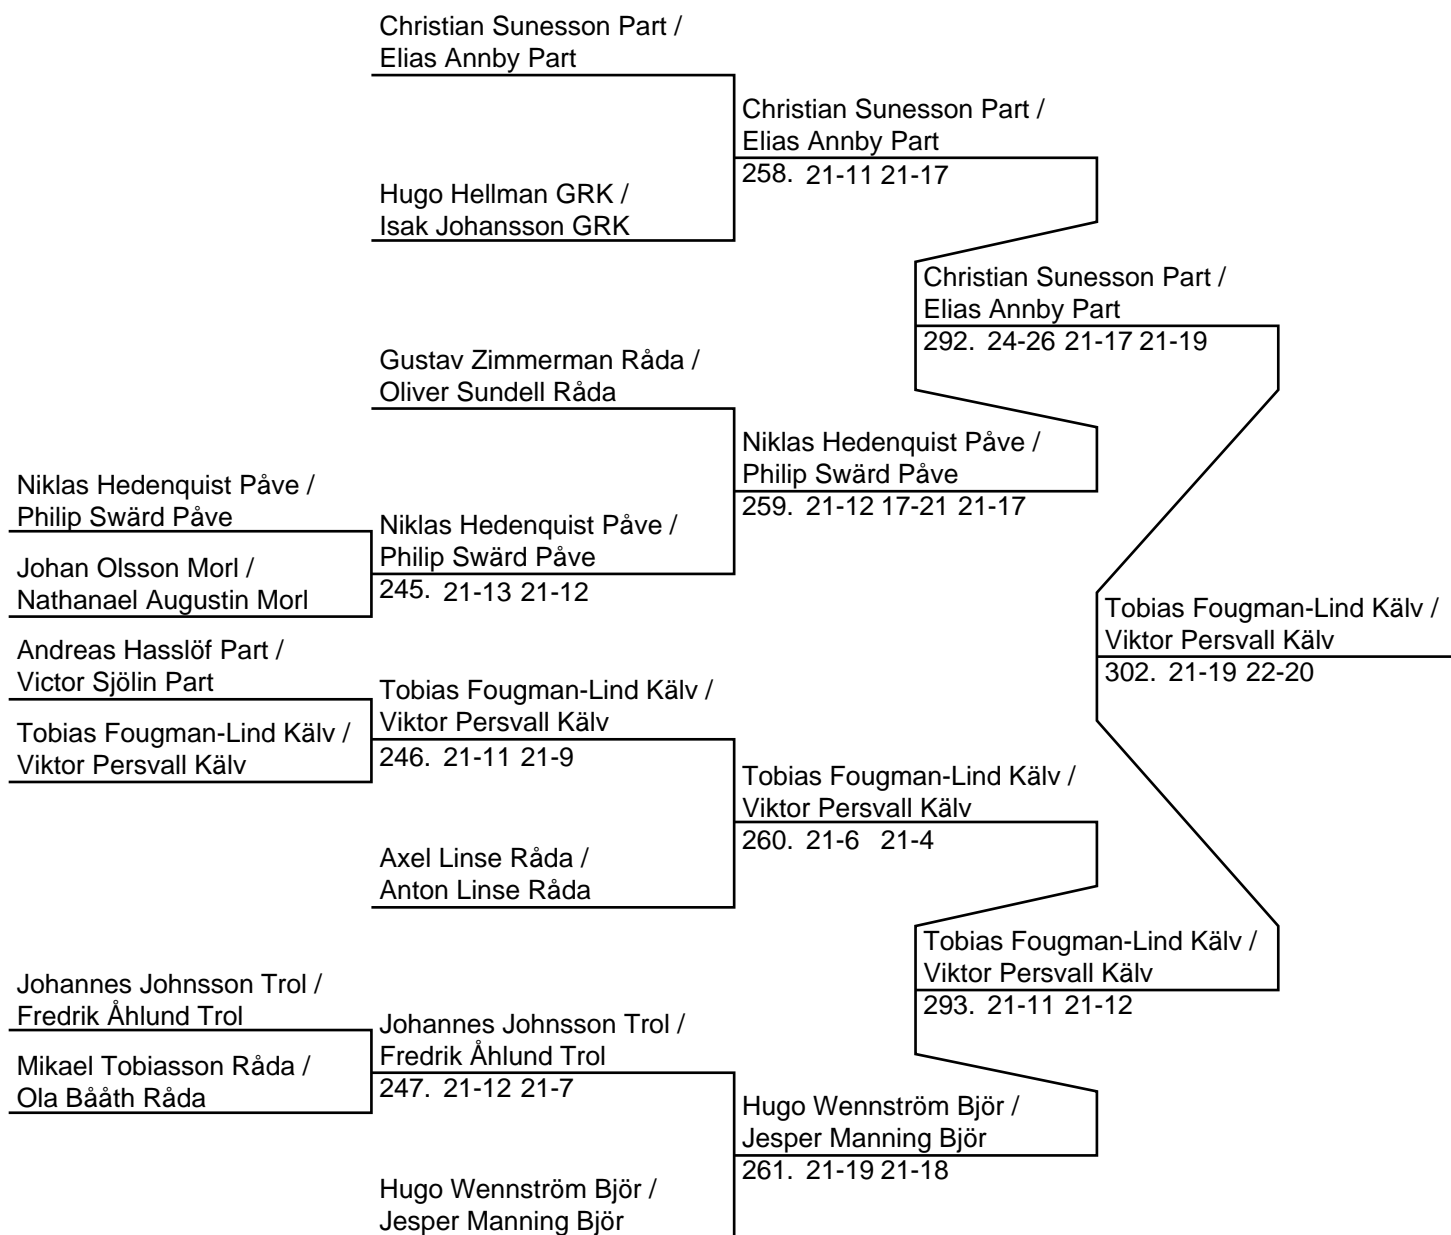 Christian Sunesson Part /
Elias Annby Part
Christian Sunesson Part /
Elias Annby Part
258. 21-11 21-17
Hugo Hellman GRK /
Isak Johansson GRK
Christian Sunesson Part /
Elias Annby Part
292. 24-26 21-17 21-19
Gustav Zimmerman Råda /
Oliver Sundell Råda
Niklas Hedenquist Påve /
Philip Swärd Påve
259. 21-12 17-21 21-17
Niklas Hedenquist Påve /
Philip Swärd Påve
Niklas Hedenquist Påve /
Philip Swärd Påve
245. 21-13 21-12
Johan Olsson Morl /
Nathanael Augustin Morl
Tobias Fougman-Lind Kälv /
Viktor Persvall Kälv
302. 21-19 22-20
Andreas Hasslöf Part /
Victor Sjölin Part
Tobias Fougman-Lind Kälv /
Viktor Persvall Kälv
246. 21-11 21-9
Tobias Fougman-Lind Kälv /
Viktor Persvall Kälv
Tobias Fougman-Lind Kälv /
Viktor Persvall Kälv
260. 21-6 21-4
Axel Linse Råda /
Anton Linse Råda
Tobias Fougman-Lind Kälv /
Viktor Persvall Kälv
293. 21-11 21-12
Johannes Johnsson Trol /
Fredrik Åhlund Trol
Johannes Johnsson Trol /
Fredrik Åhlund Trol
247. 21-12 21-7
Mikael Tobiasson Råda /
Ola Bååth Råda
Hugo Wennström Björ /
Jesper Manning Björ
261. 21-19 21-18
Hugo Wennström Björ /
Jesper Manning Björ